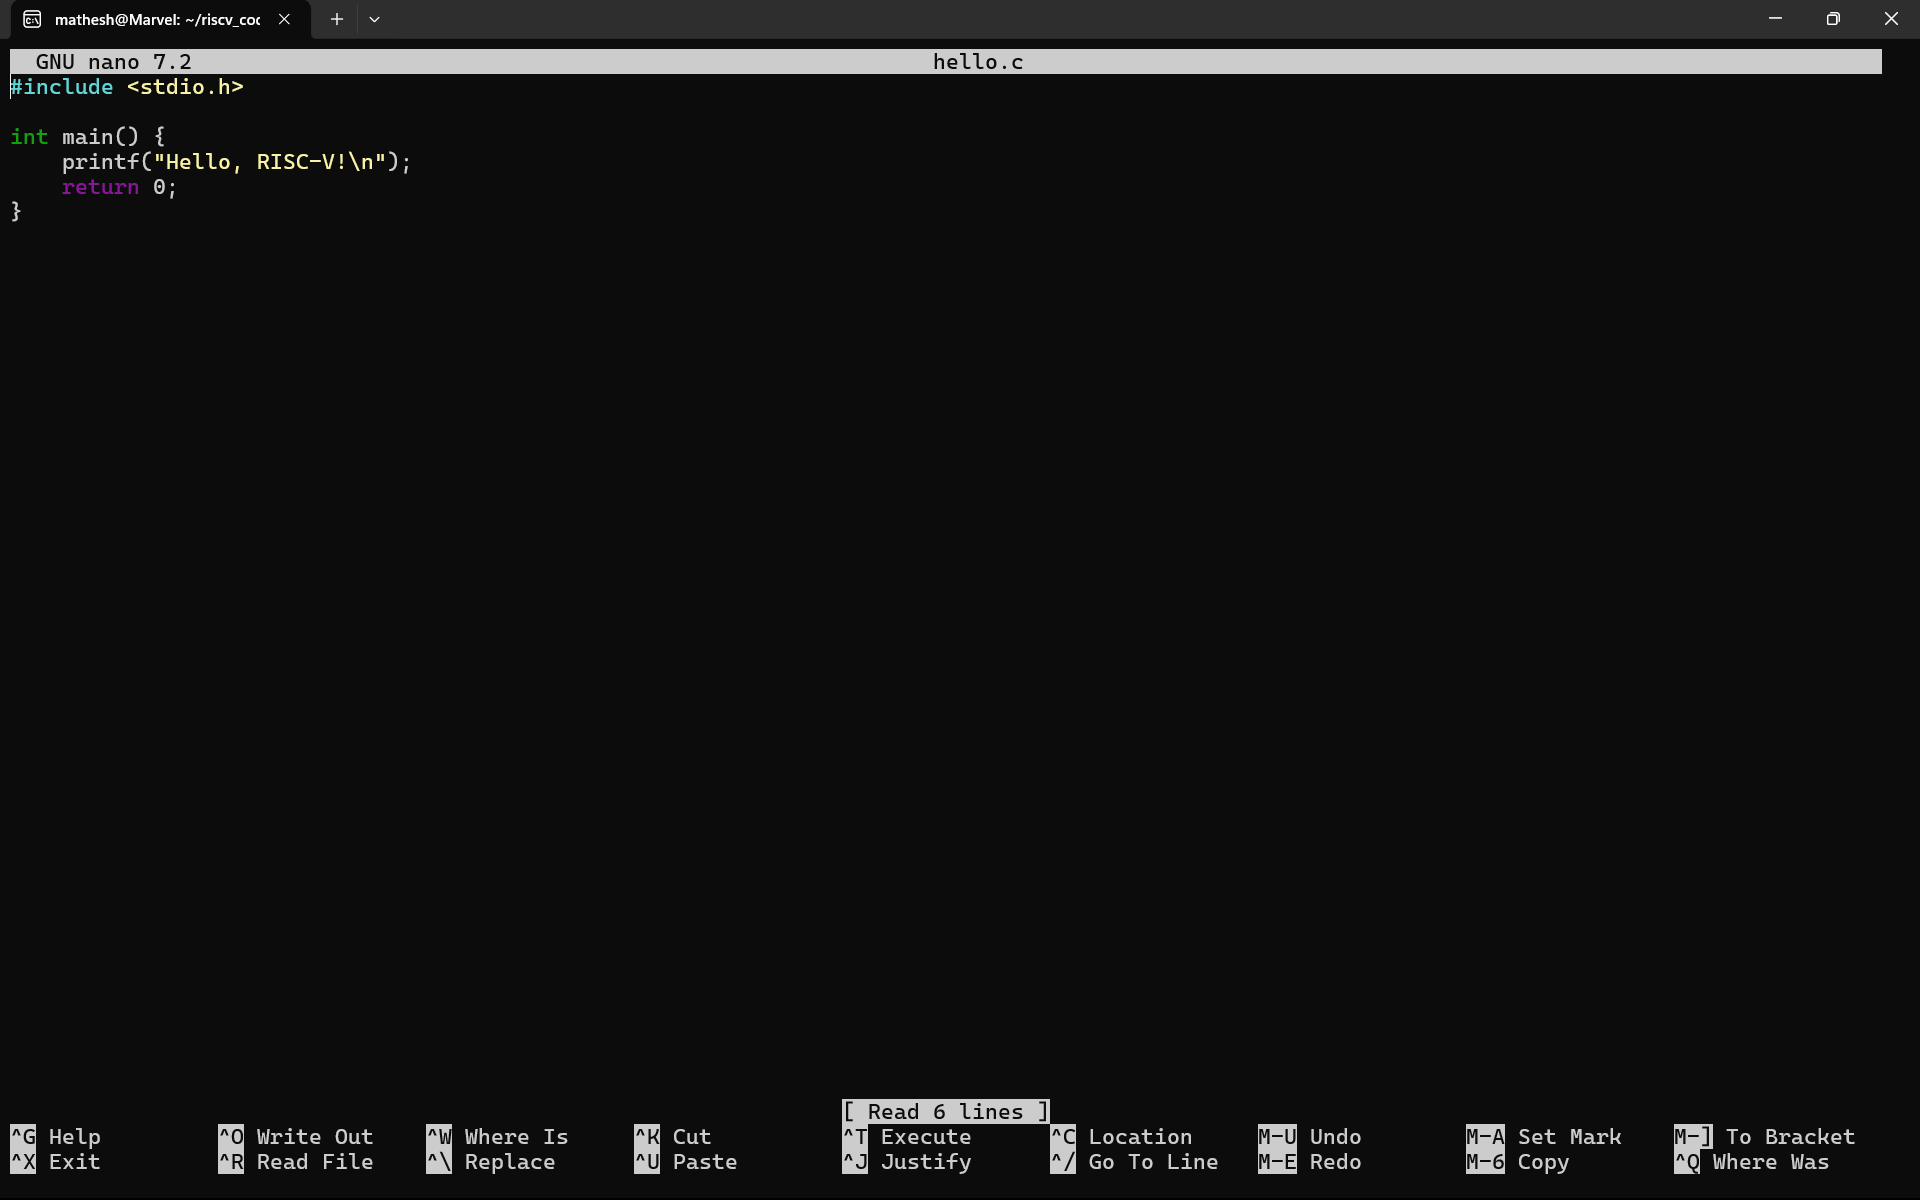 mathesh@Marvel: ~/riscv_coc
GNU nano 7.2 hello.c
#include <stdio.h>
int main() {
    printf("Hello, RISC-V!\n");
    return 0;
}
[ Read 6 lines ]
^G Help ^O Write Out ^W Where Is ^K Cut ^T Execute ^C Location M-U Undo M-A Set Mark M-] To Bracket
^X Exit ^R Read File ^\ Replace ^U Paste ^J Justify ^/ Go To Line M-E Redo M-6 Copy ^Q Where Was